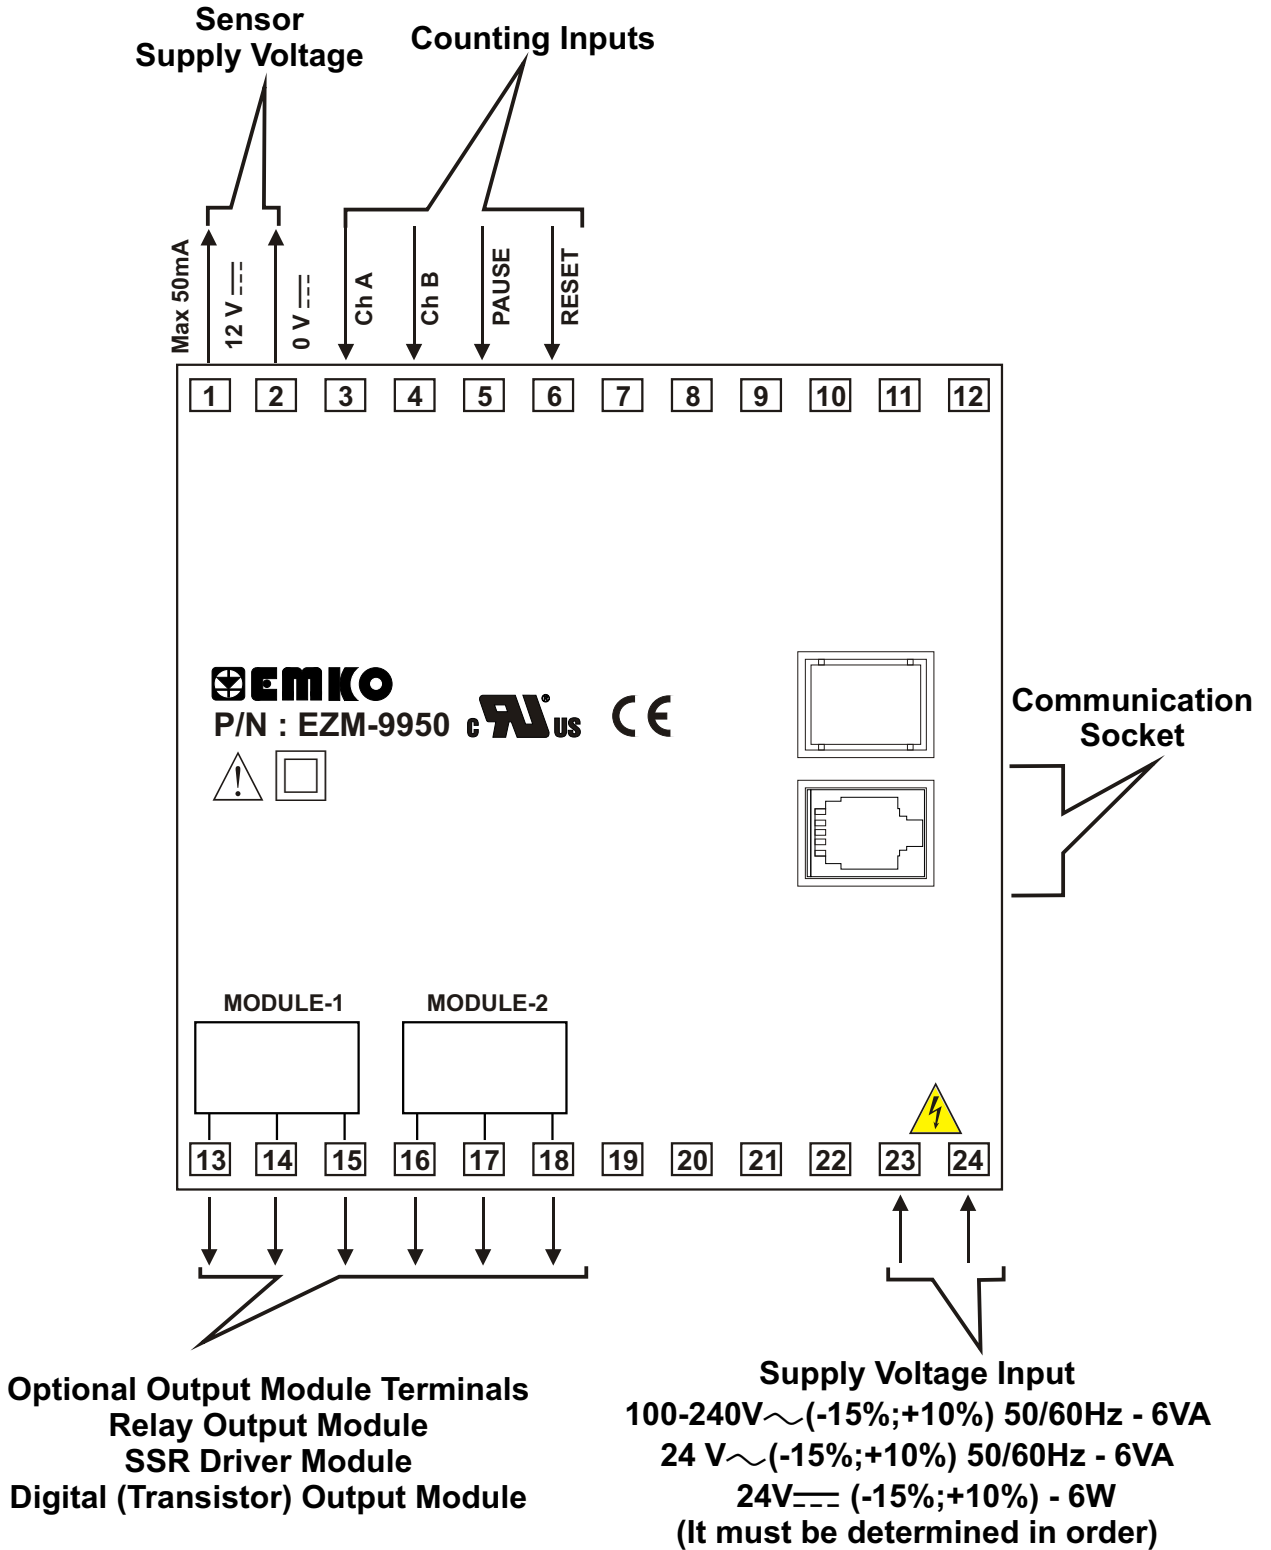 Sensor
Supply Voltage
Counting Inputs
Max 50mA
12 V
0 V
Ch A
Ch B
PAUSE
RESET
1 2 3 4 5 6 7 8 9 10 11 12
EMKO
P/N : EZM-9950
c RU US CE
Communication
Socket
MODULE-1 MODULE-2
13 14 15 16 17 18 19 20 21 22 23 24
Optional Output Module Terminals
Relay Output Module
SSR Driver Module
Digital (Transistor) Output Module
Supply Voltage Input
100-240V~(-15%;+10%) 50/60Hz - 6VA
24 V~(-15%;+10%) 50/60Hz - 6VA
24V⎓ (-15%;+10%) - 6W
(It must be determined in order)